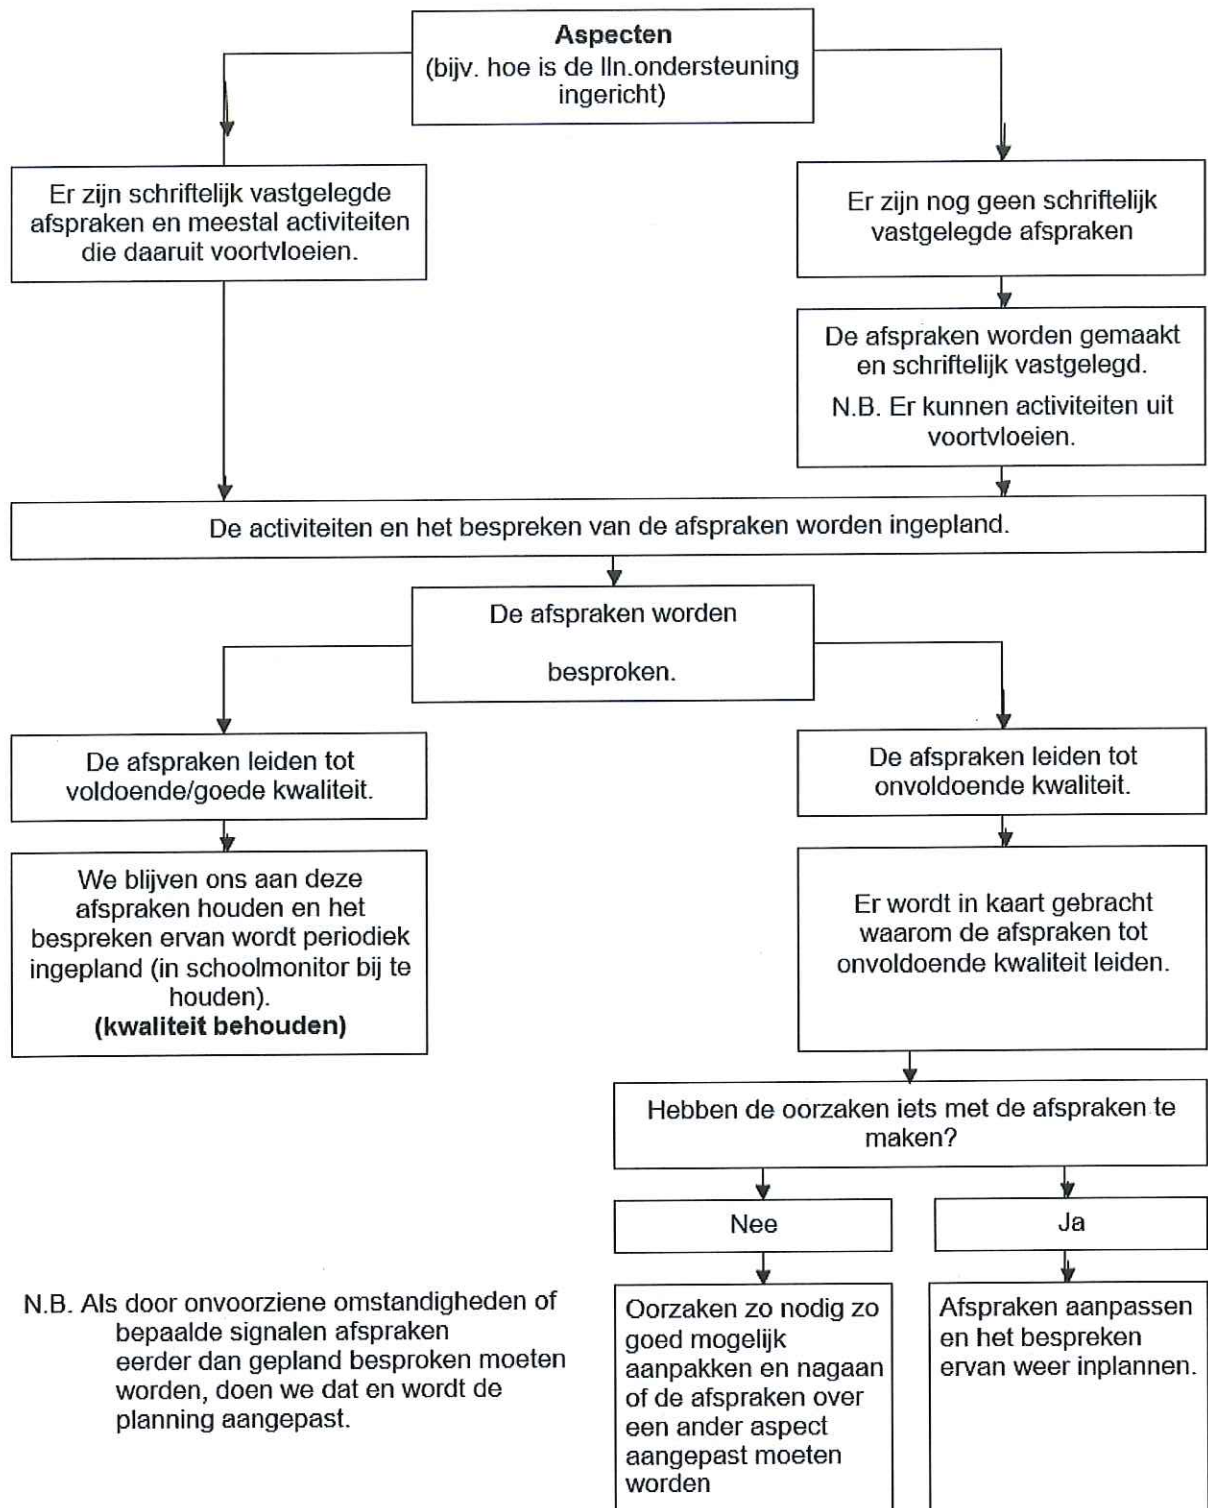 Aspecten
(bijv. hoe is de lln.ondersteuning
ingericht)
Er zijn schriftelijk vastgelegde
afspraken en meestal activiteiten
die daaruit voortvloeien.
Er zijn nog geen schriftelijk
vastgelegde afspraken
De afspraken worden gemaakt
en schriftelijk vastgelegd.
N.B. Er kunnen activiteiten uit
voortvloeien.
De activiteiten en het bespreken van de afspraken worden ingepland.
De afspraken worden
besproken.
De afspraken leiden tot
voldoende/goede kwaliteit.
De afspraken leiden tot
onvoldoende kwaliteit.
We blijven ons aan deze
afspraken houden en het
bespreken ervan wordt periodiek
ingepland (in schoolmonitor bij te
houden).
(kwaliteit behouden)
Er wordt in kaart gebracht
waarom de afspraken tot
onvoldoende kwaliteit leiden.
Hebben de oorzaken iets met de afspraken te
maken?
Nee
Ja
N.B. Als door onvoorziene omstandigheden of
bepaalde signalen afspraken
eerder dan gepland besproken moeten
worden, doen we dat en wordt de
planning aangepast.
Oorzaken zo nodig zo
goed mogelijk
aanpakken en nagaan
of de afspraken over
een ander aspect
aangepast moeten
worden
Afspraken aanpassen
en het bespreken
ervan weer inplannen.